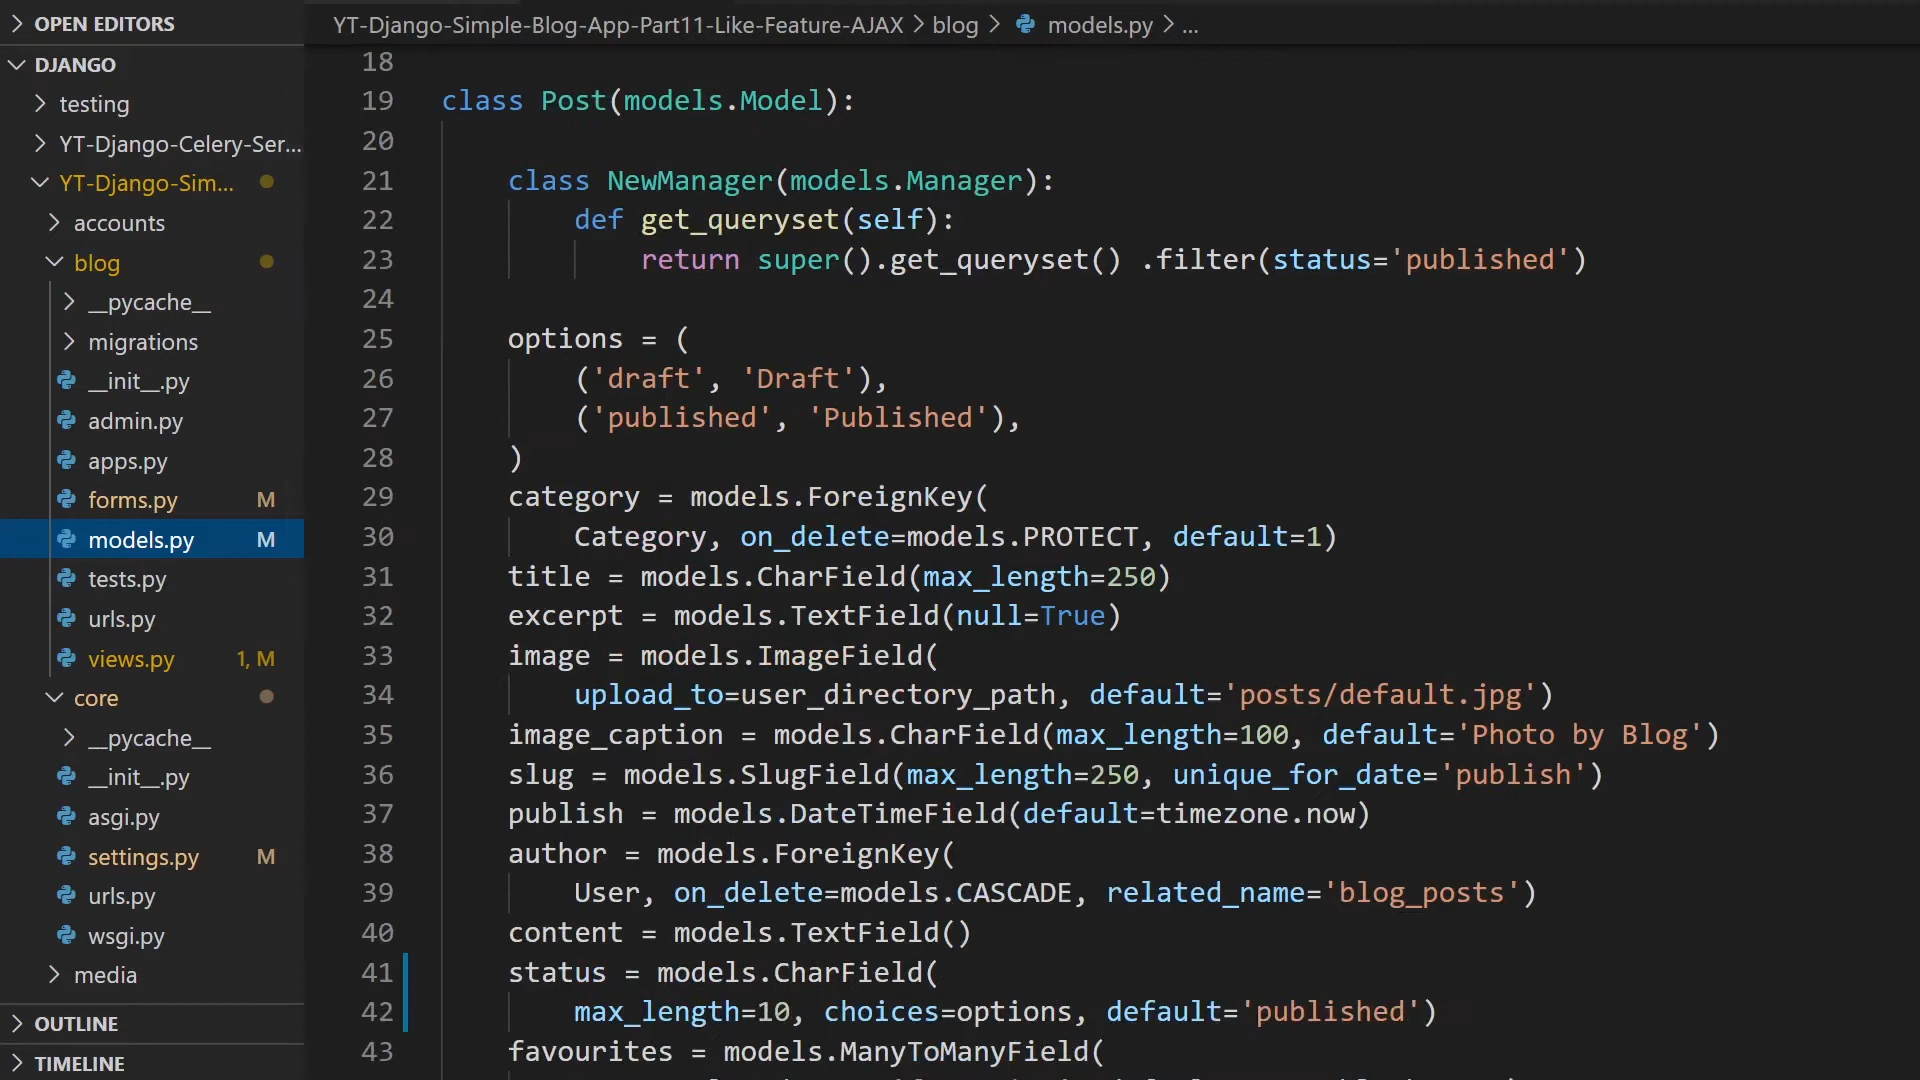 OPEN EDITORS
DJANGO
testing
YT-Django-Celery-Ser...
YT-Django-Sim...
accounts
blog
__pycache__
migrations
__init__.py
admin.py
apps.py
forms.py M
models.py M
tests.py
urls.py
views.py 1, M
core
__pycache__
__init__.py
asgi.py
settings.py M
urls.py
wsgi.py
media
OUTLINE
TIMELINE
YT-Django-Simple-Blog-App-Part11-Like-Feature-AJAX > blog > models.py > ...
18
19 class Post(models.Model):
20
21     class NewManager(models.Manager):
22         def get_queryset(self):
23             return super().get_queryset() .filter(status='published')
24
25     options = (
26         ('draft', 'Draft'),
27         ('published', 'Published'),
28     )
29     category = models.ForeignKey(
30         Category, on_delete=models.PROTECT, default=1)
31     title = models.CharField(max_length=250)
32     excerpt = models.TextField(null=True)
33     image = models.ImageField(
34         upload_to=user_directory_path, default='posts/default.jpg')
35     image_caption = models.CharField(max_length=100, default='Photo by Blog')
36     slug = models.SlugField(max_length=250, unique_for_date='publish')
37     publish = models.DateTimeField(default=timezone.now)
38     author = models.ForeignKey(
39         User, on_delete=models.CASCADE, related_name='blog_posts')
40     content = models.TextField()
41     status = models.CharField(
42         max_length=10, choices=options, default='published')
43     favourites = models.ManyToManyField(